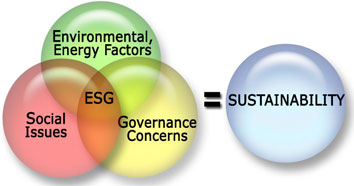 Environmental,
Energy Factors
ESG
Social
Issues
Governance
Concerns
=
SUSTAINABILITY